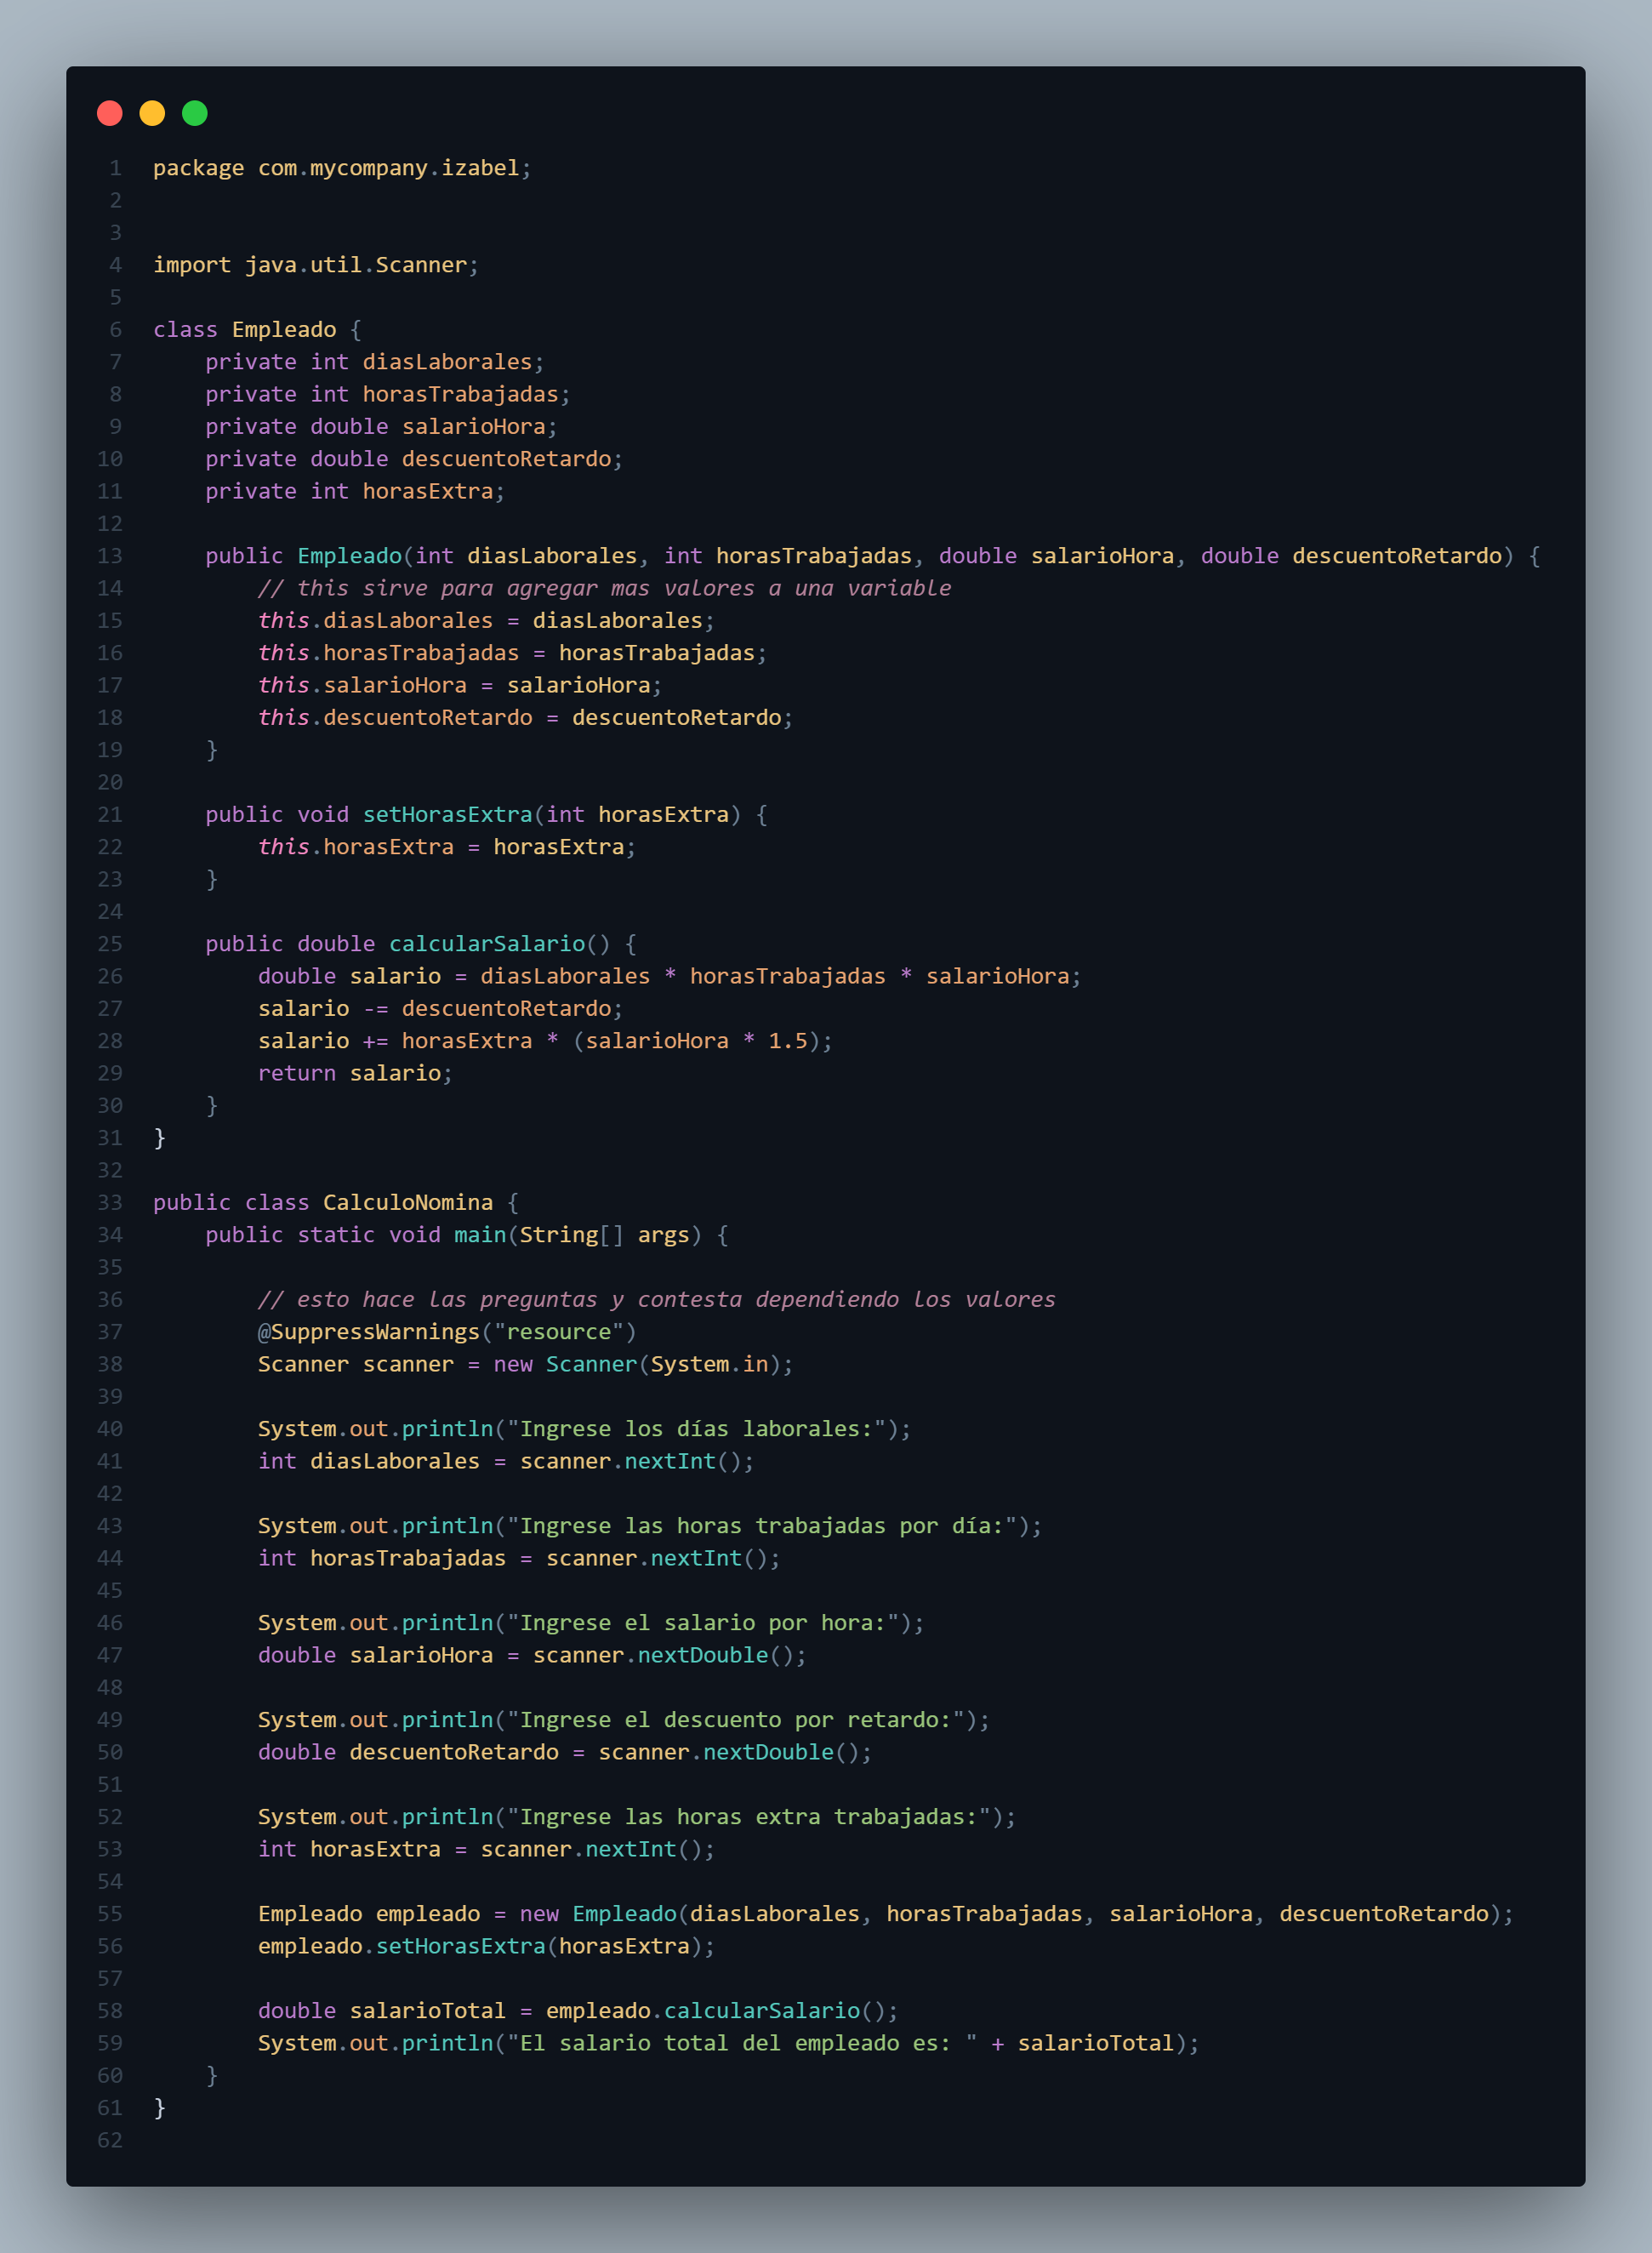 1 package com.mycompany.izabel;
2
3
4 import java.util.Scanner;
5
6 class Empleado {
7     private int diasLaborales;
8     private int horasTrabajadas;
9     private double salarioHora;
10     private double descuentoRetardo;
11     private int horasExtra;
12
13     public Empleado(int diasLaborales, int horasTrabajadas, double salarioHora, double descuentoRetardo) {
14         // this sirve para agregar mas valores a una variable
15         this.diasLaborales = diasLaborales;
16         this.horasTrabajadas = horasTrabajadas;
17         this.salarioHora = salarioHora;
18         this.descuentoRetardo = descuentoRetardo;
19     }
20
21     public void setHorasExtra(int horasExtra) {
22         this.horasExtra = horasExtra;
23     }
24
25     public double calcularSalario() {
26         double salario = diasLaborales * horasTrabajadas * salarioHora;
27         salario -= descuentoRetardo;
28         salario += horasExtra * (salarioHora * 1.5);
29         return salario;
30     }
31 }
32
33 public class CalculoNomina {
34     public static void main(String[] args) {
35
36         // esto hace las preguntas y contesta dependiendo los valores
37         @SuppressWarnings("resource")
38         Scanner scanner = new Scanner(System.in);
39
40         System.out.println("Ingrese los días laborales:");
41         int diasLaborales = scanner.nextInt();
42
43         System.out.println("Ingrese las horas trabajadas por día:");
44         int horasTrabajadas = scanner.nextInt();
45
46         System.out.println("Ingrese el salario por hora:");
47         double salarioHora = scanner.nextDouble();
48
49         System.out.println("Ingrese el descuento por retardo:");
50         double descuentoRetardo = scanner.nextDouble();
51
52         System.out.println("Ingrese las horas extra trabajadas:");
53         int horasExtra = scanner.nextInt();
54
55         Empleado empleado = new Empleado(diasLaborales, horasTrabajadas, salarioHora, descuentoRetardo);
56         empleado.setHorasExtra(horasExtra);
57
58         double salarioTotal = empleado.calcularSalario();
59         System.out.println("El salario total del empleado es: " + salarioTotal);
60     }
61 }
62